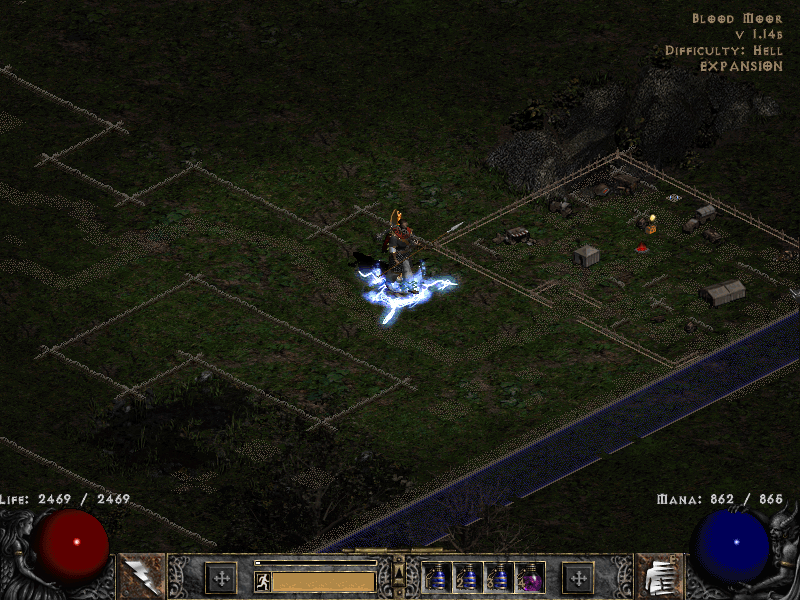 Blood Moor
v 1.14b
Difficulty: Hell
EXPANSION
Life: 2469 / 2469
Mana: 862 / 865